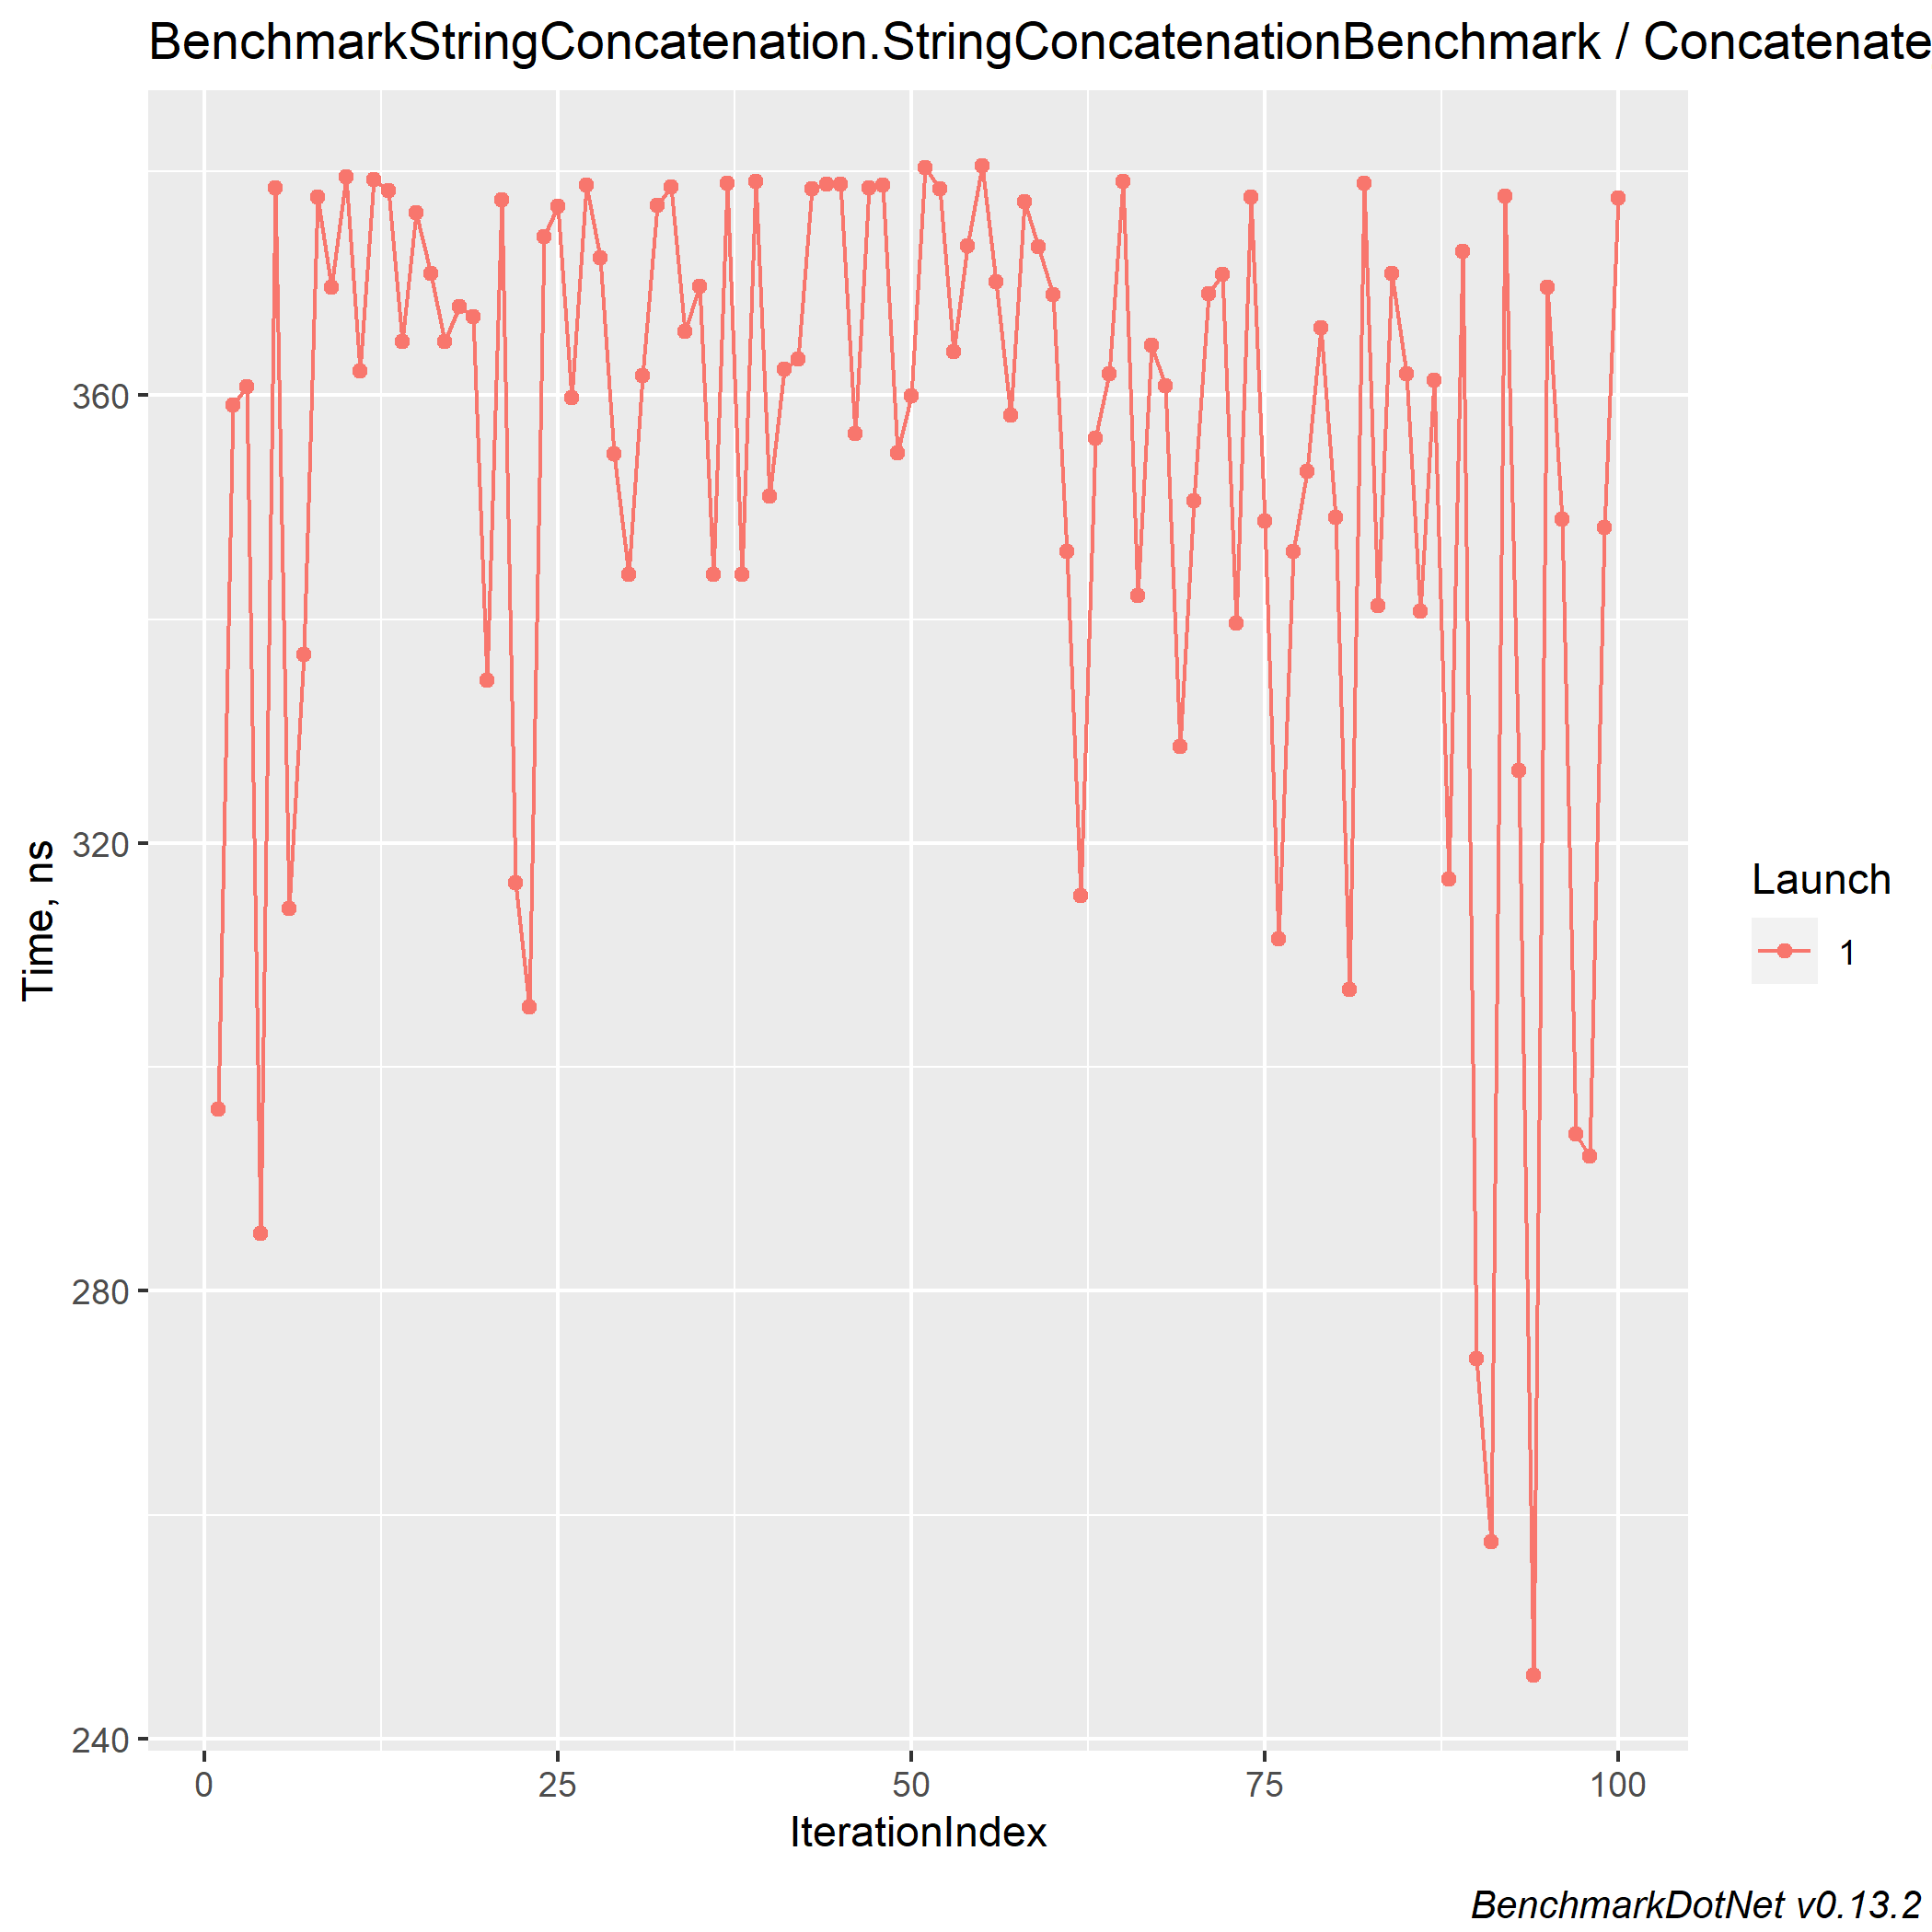 BenchmarkStringConcatenation.StringConcatenationBenchmark / Concatenate
360
320
280
240
Time, ns
0 25 50 75 100
IterationIndex
Launch
1
BenchmarkDotNet v0.13.2